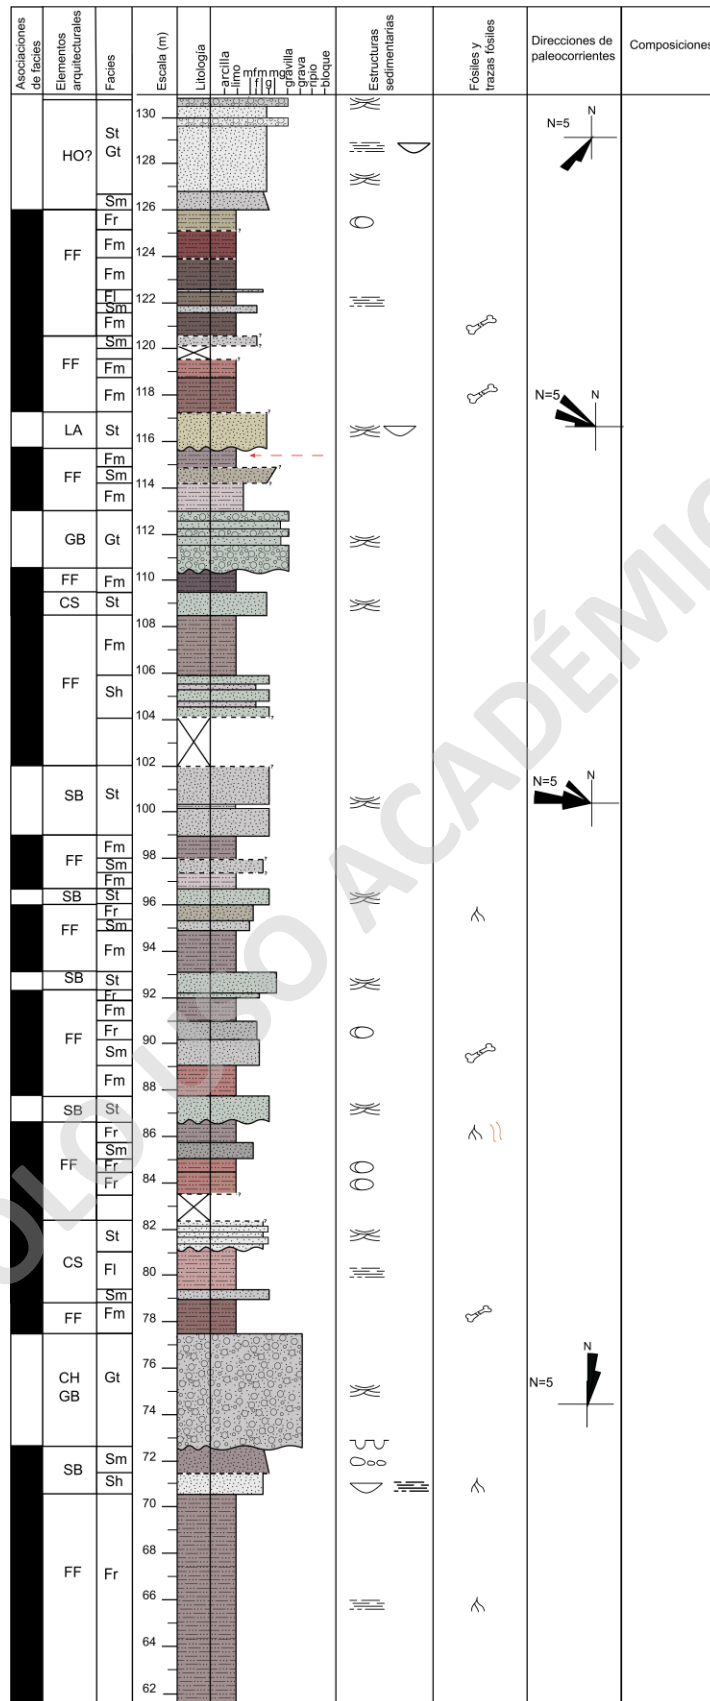 Asociaciones
de facies
Elementos
arquitecturales
Facies
Escala (m)
Litología
arcilla
limo
mf
f
m
g
mg
gravilla
grava
ripio
bloque
Estructuras
sedimentarias
Fósiles y
trazas fósiles
Direcciones de
paleocorrientes
Composiciones
HO?
St
Gt
130
128
N=5
N
Sm
126
FF
Fr
Fm
124
Fm
Fl
122
Sm
Fm
FF
Sm
120
Fm
118
Fm
N=5
N
LA
St
116
FF
Fm
Sm
114
Fm
GB
Gt
112
110
FF
Fm
CS
St
108
FF
Fm
106
Sh
104
102
SB
St
100
N=5
N
FF
Fm
98
Sm
Fm
SB
St
96
FF
Fr
Sm
94
Fm
SB
St
92
FF
Fr
Fm
Fr
90
Sm
Fm
88
SB
St
FF
Fr
86
Sm
Fr
84
Fr
82
CS
St
Fl
80
Sm
FF
Fm
78
CH
GB
Gt
76
74
N=5
N
SB
Sm
72
Sh
70
FF
Fr
68
66
64
62
SOLO USO ACADÉMICO